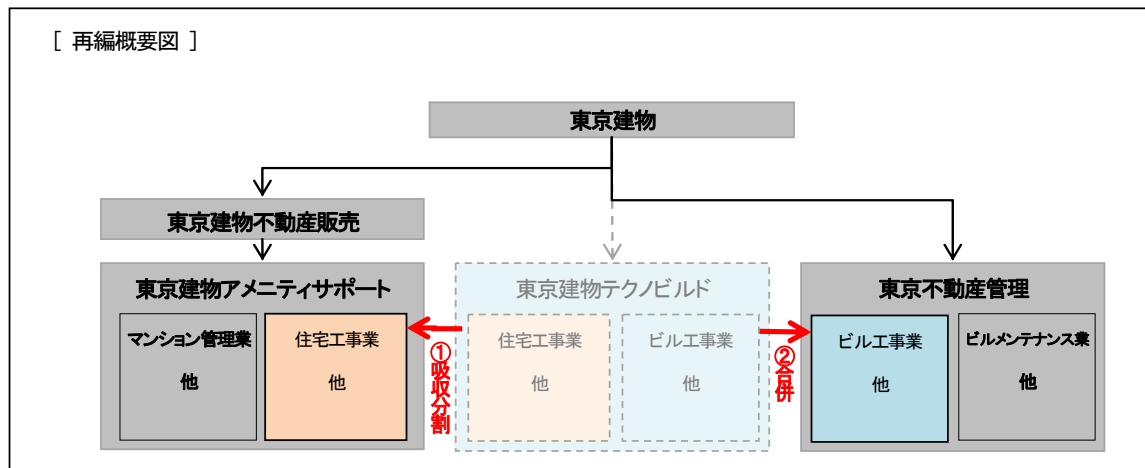 [ 再編概要図 ]
東京建物
東京建物不動産販売
東京建物アメニティサポート
マンション管理業
他
住宅工事業
他
①吸収分割
東京建物テクノビルド
住宅工事業
他
ビル工事業
他
②合併
東京不動産管理
ビル工事業
他
ビルメンテナンス業
他